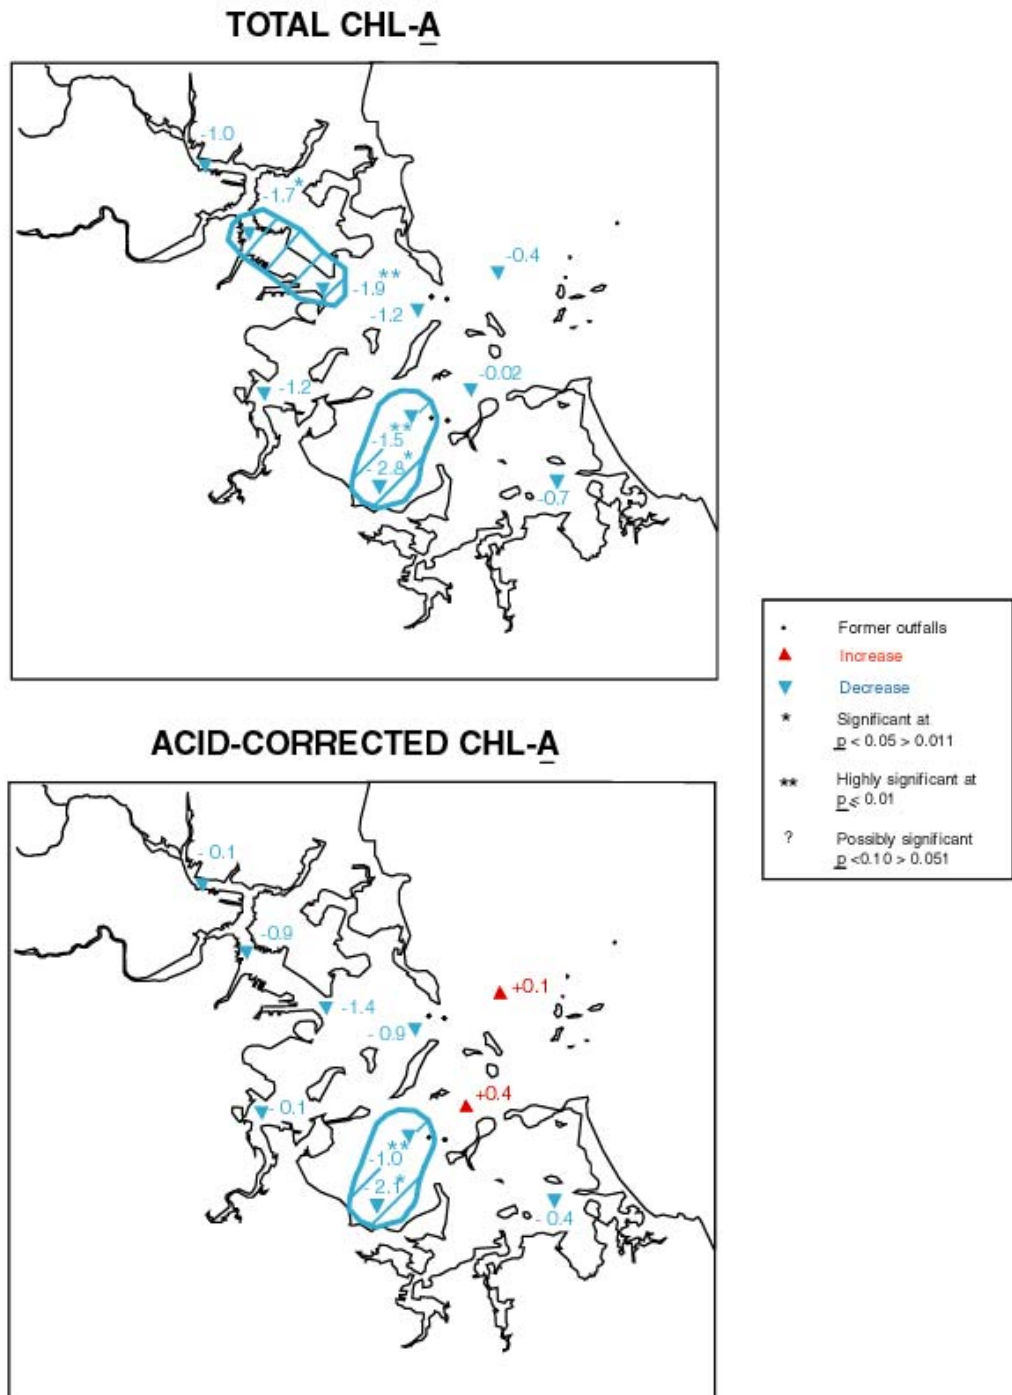 TOTAL CHL-A
-1.0
-1.7*
-0.4
**
-1.9
-1.2
-0.02
-1.2
**
-1.5
-2.8*
-0.7
• Former outfalls
Increase
Decrease
* Significant at
p < 0.05 > 0.011
** Highly significant at
p ≤ 0.01
? Possibly significant
p <0.10 > 0.051
ACID-CORRECTED CHL-A
- 0.1
-0.9
+0.1
-1.4
- 0.9
+0.4
- 0.1
**
-1.0
- 2.1*
- 0.4